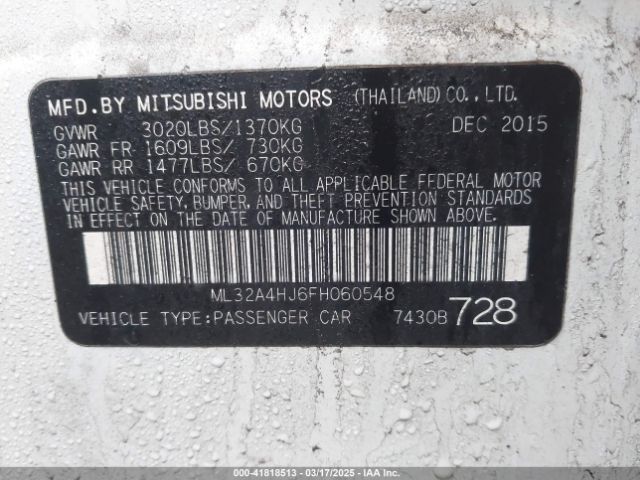 MFD.BY MITSUBISHI MOTORS (THAILAND)CO., LTD.
GVWR 3020LBS/1370KG DEC 2015
GAWR FR 1609LBS/ 730KG
GAWR RR 1477LBS/ 670KG
THIS VEHICLE CONFORMS TO ALL APPLICABLE FEDERAL MOTOR
VEHICLE SAFETY, BUMPER, AND THEFT PREVENTION STANDARDS
IN EFFECT ON THE DATE OF MANUFACTURE SHOWN ABOVE.
ML32A4HJ6FH060548
VEHICLE TYPE:PASSENGER CAR 7430B 728
© 0-41818513 | 03/17/2025 — IAA Inc.